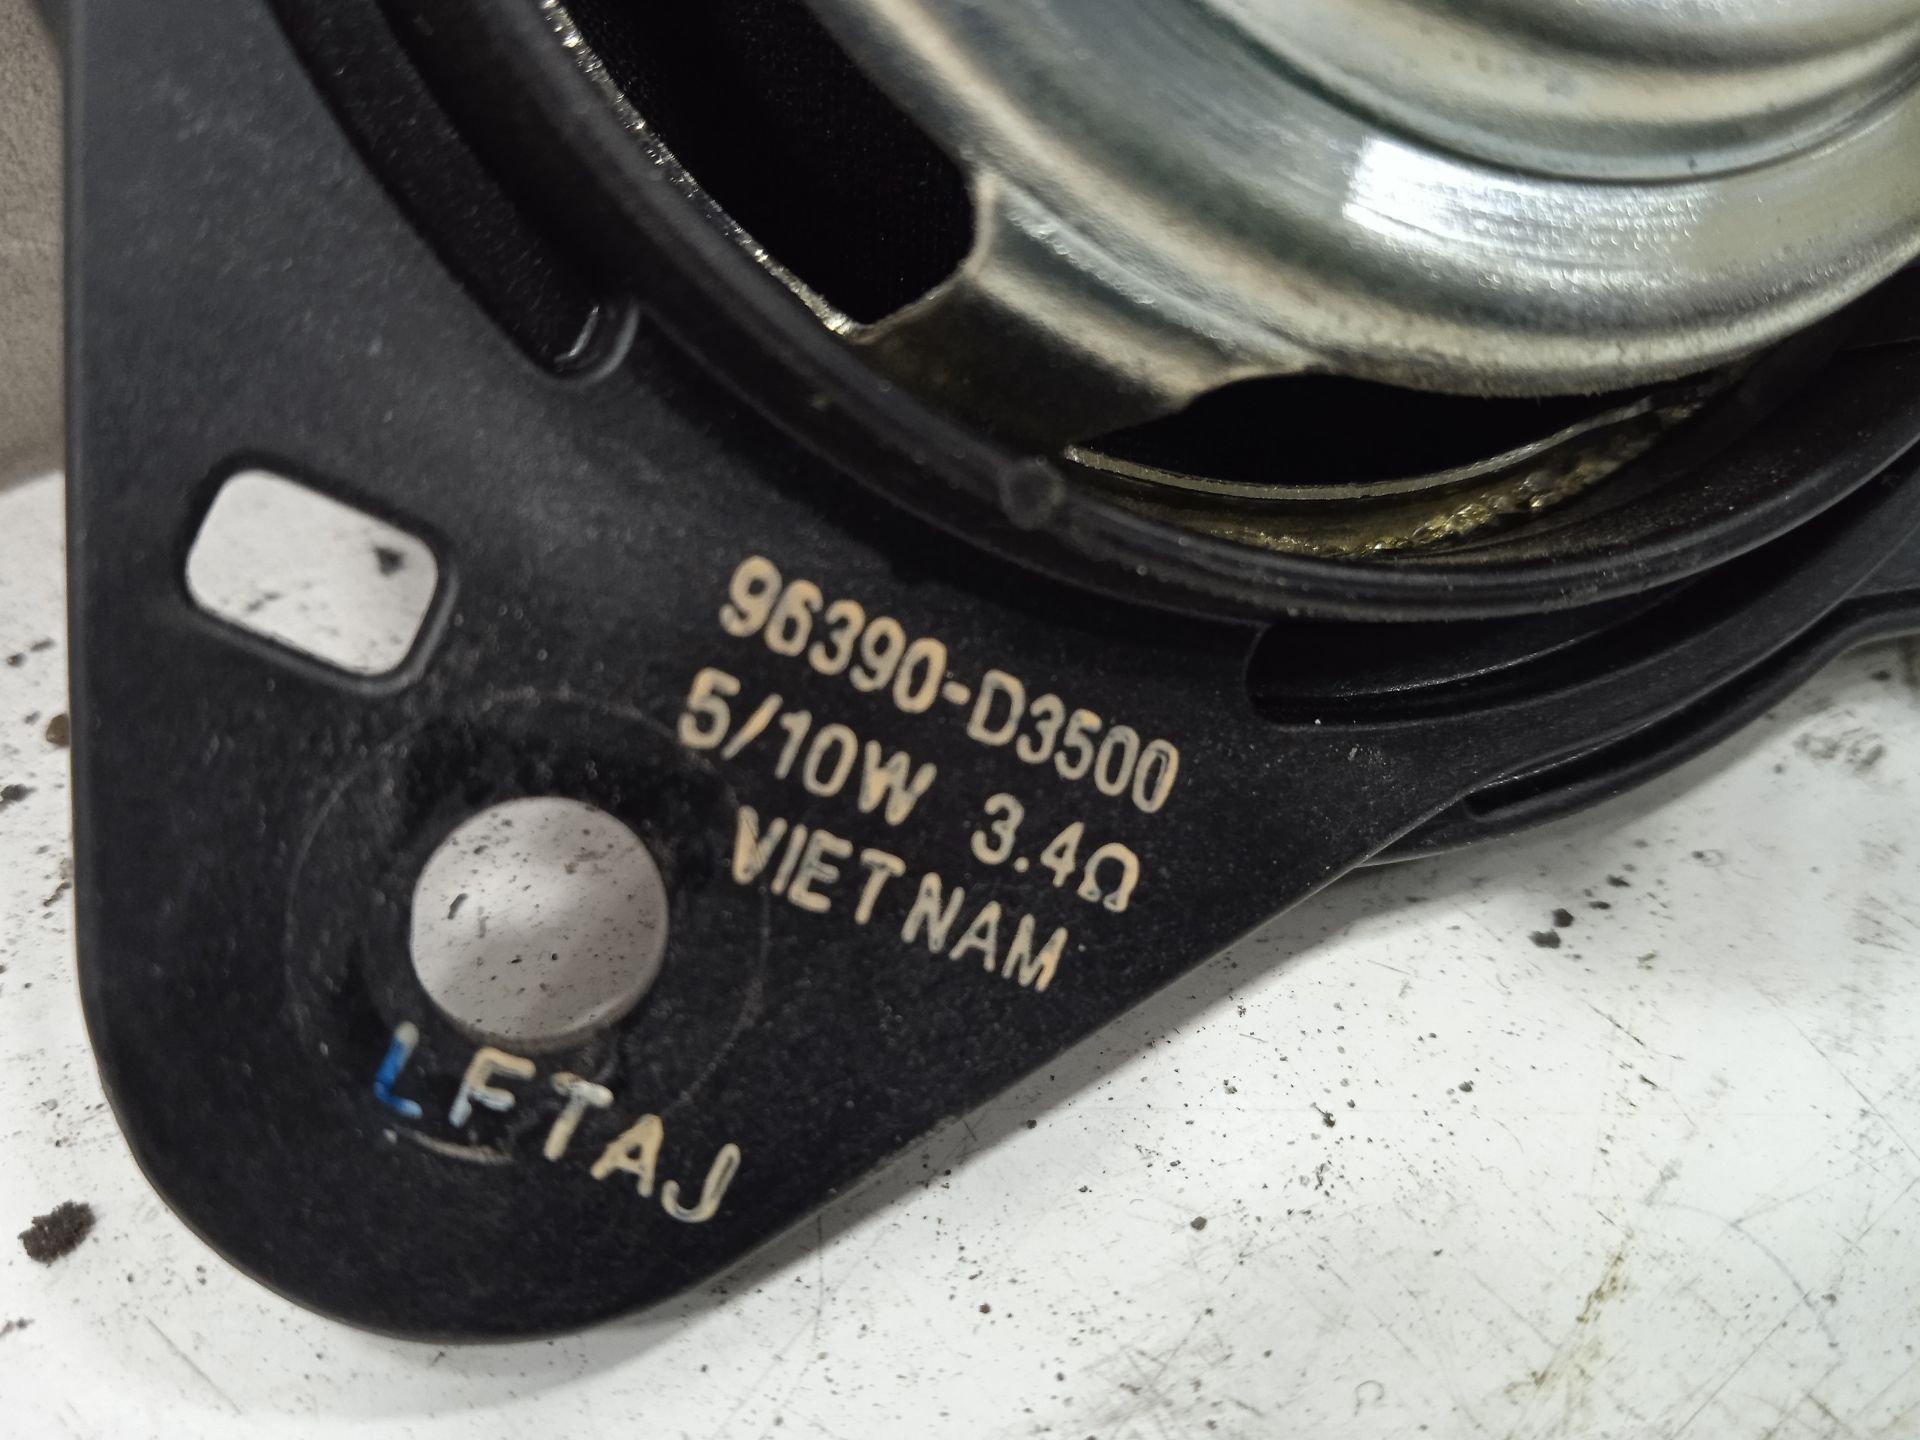 96390-D3500
5/10W 3.4Ω
VIETNAM
LFTAJ